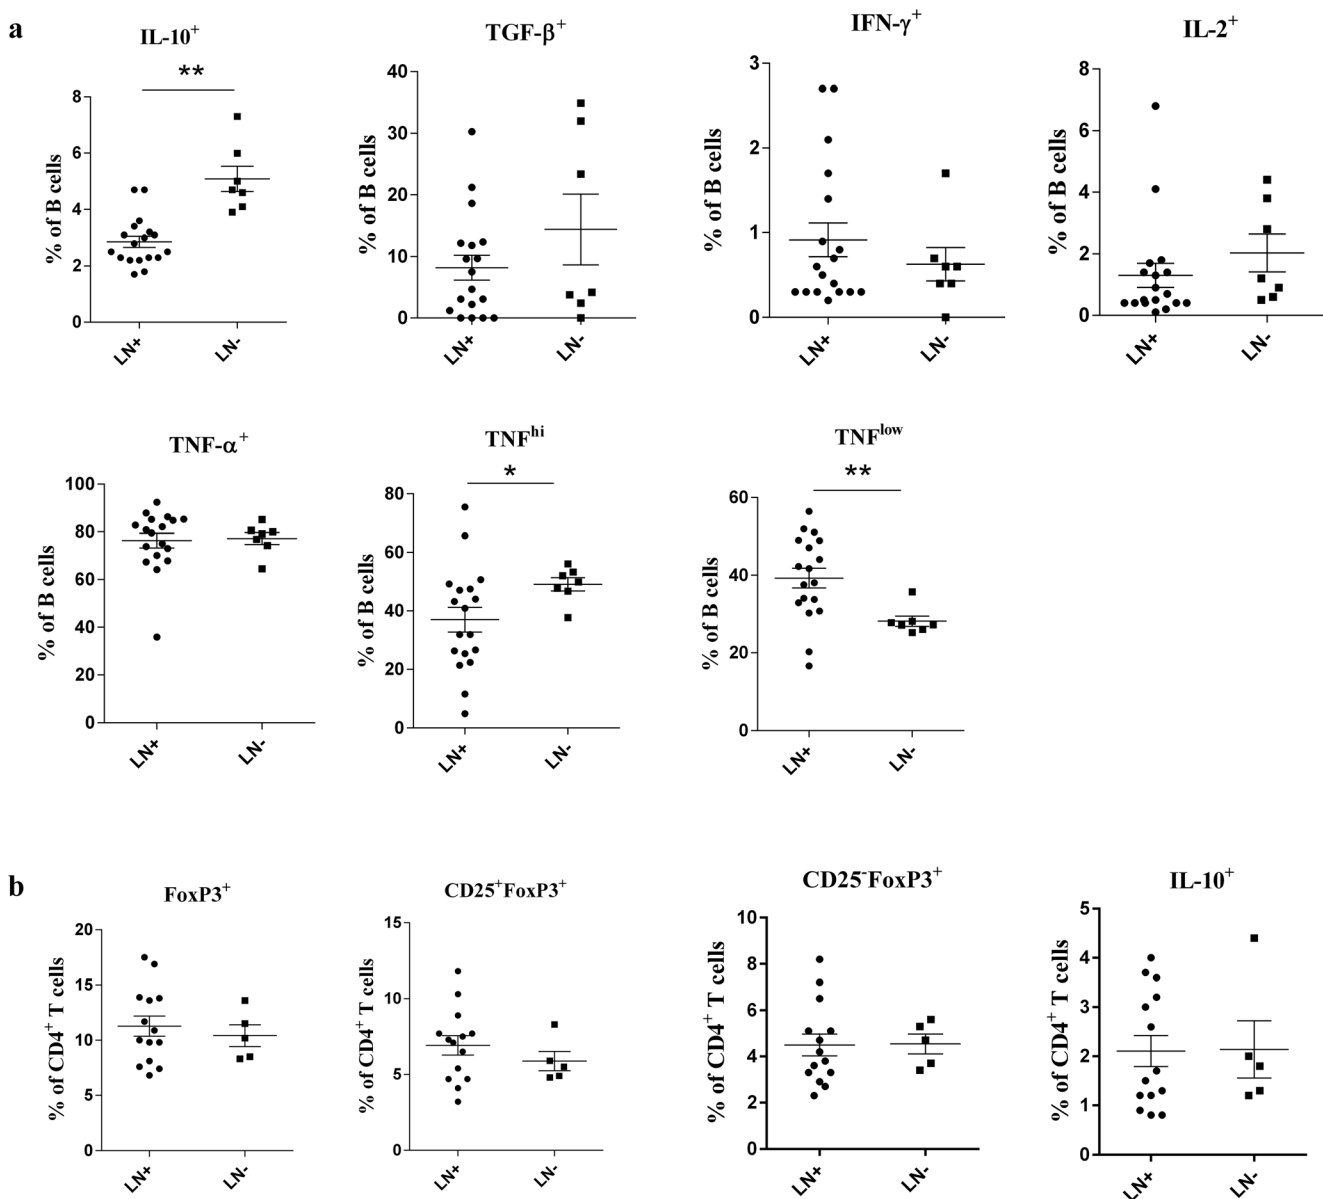 a
IL-10⁺
**
% of B cells
8
6
4
2
0
LN+
LN-
TGF-β⁺
% of B cells
40
30
20
10
0
LN+
LN-
IFN-γ⁺
% of B cells
3
2
1
0
LN+
LN-
IL-2⁺
% of B cells
8
6
4
2
0
LN+
LN-
TNF-α⁺
% of B cells
100
80
60
40
20
0
LN+
LN-
TNFʰⁱ
*
% of B cells
80
60
40
20
0
LN+
LN-
TNFˡᵒʷ
**
% of B cells
60
40
20
0
LN+
LN-
b
FoxP3⁺
% of CD4⁺ T cells
20
15
10
5
0
LN+
LN-
CD25⁺FoxP3⁺
% of CD4⁺ T cells
15
10
5
0
LN+
LN-
CD25⁻FoxP3⁺
% of CD4⁺ T cells
10
8
6
4
2
0
LN+
LN-
IL-10⁺
% of CD4⁺ T cells
5
4
3
2
1
0
LN+
LN-